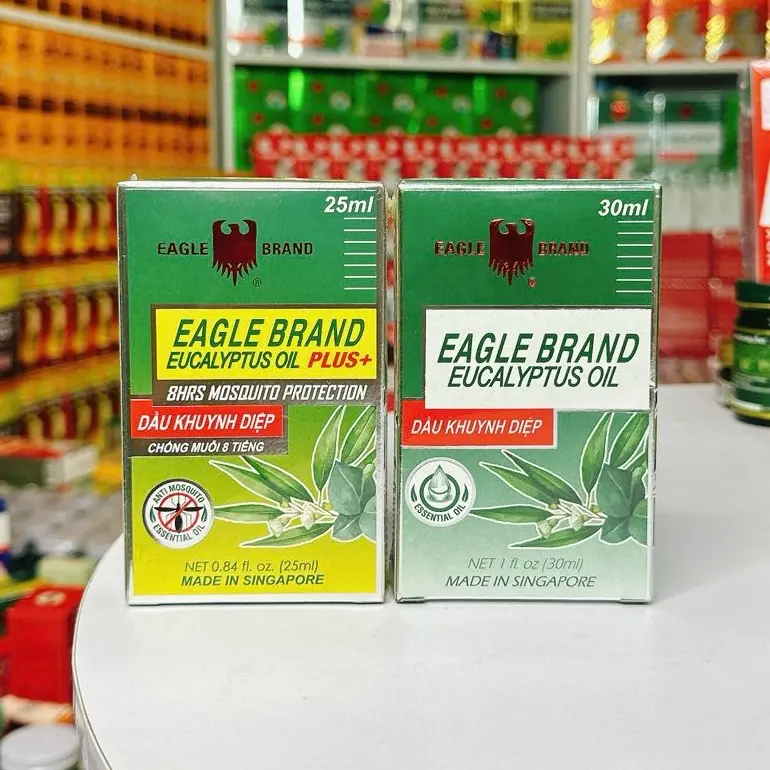 25ml
EAGLE BRAND
®
EAGLE BRAND
EUCALYPTUS OIL PLUS+
8HRS MOSQUITO PROTECTION
DẦU KHUYNH DIỆP
CHỐNG MUỖI 8 TIẾNG
ANTI MOSQUITO
ESSENTIAL OIL
NET 0.84 fl. oz. (25ml)
MADE IN SINGAPORE
30ml
EAGLE BRAND
®
EAGLE BRAND
EUCALYPTUS OIL
DẦU KHUYNH DIỆP
ESSENTIAL OIL
NET 1 fl. oz (30ml)
MADE IN SINGAPORE